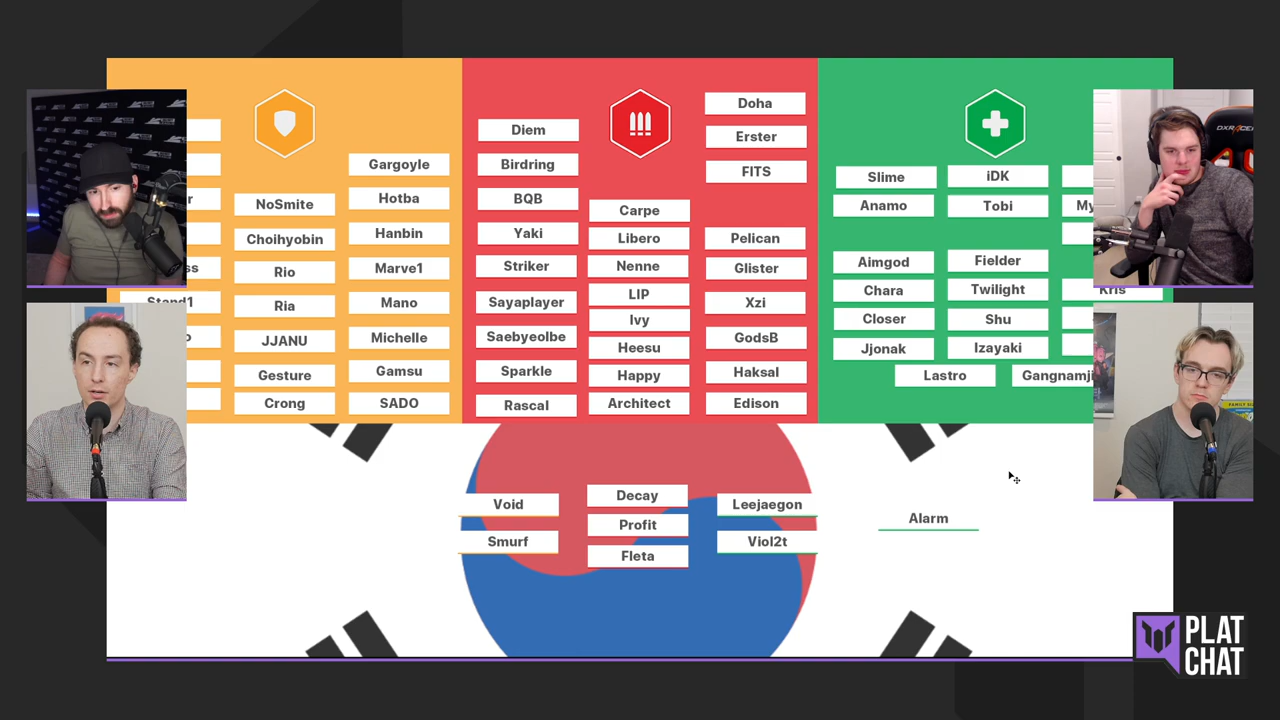 NoSmite
Choihyobin
Rio
Ria
JJANU
Gesture
Crong
Gargoyle
Hotba
Hanbin
Marve1
Mano
Michelle
Gamsu
SADO
Diem
Birdring
BQB
Yaki
Striker
Sayaplayer
Saebyeolbe
Sparkle
Rascal
Carpe
Libero
Nenne
LIP
Ivy
Heesu
Happy
Architect
Doha
Erster
FITS
Pelican
Glister
Xzi
GodsB
Haksal
Edison
Slime
Anamo
Aimgod
Chara
Closer
Jjonak
iDK
Tobi
Fielder
Twilight
Shu
Izayaki
Lastro
Gangnamj
My
Kris
Stand1
Void
Smurf
Decay
Profit
Fleta
Leejaegon
Viol2t
Alarm
PLAT
CHAT